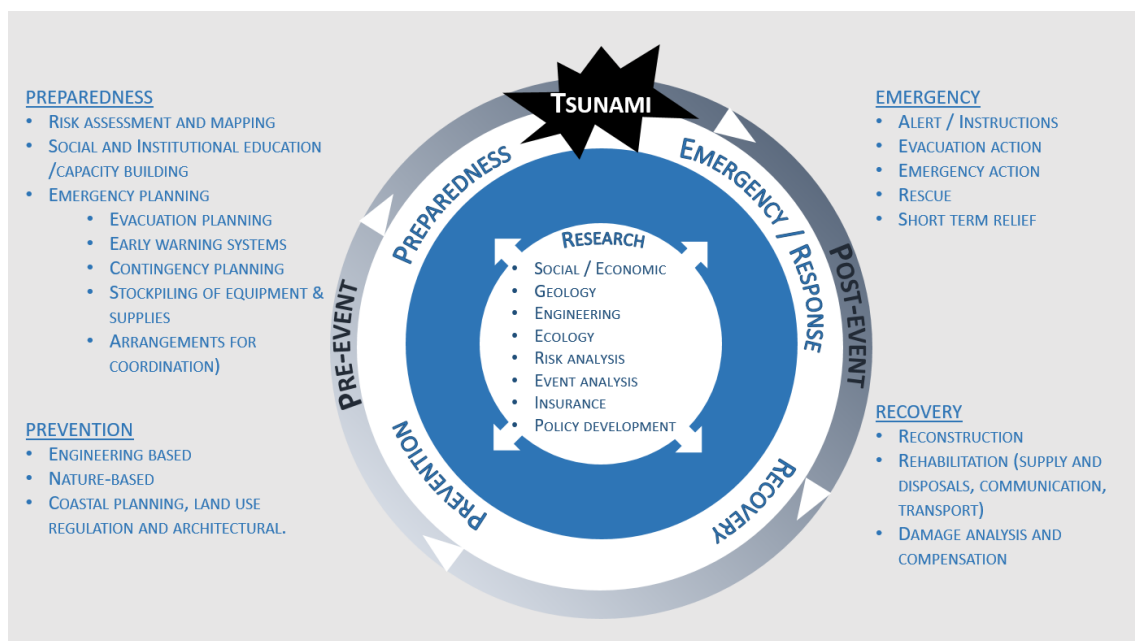 PREPAREDNESS
• RISK ASSESSMENT AND MAPPING
• SOCIAL AND INSTITUTIONAL EDUCATION
/CAPACITY BUILDING
• EMERGENCY PLANNING
• EVACUATION PLANNING
• EARLY WARNING SYSTEMS
• CONTINGENCY PLANNING
• STOCKPILING OF EQUIPMENT &
SUPPLIES
• ARRANGEMENTS FOR
COORDINATION)
PREVENTION
• ENGINEERING BASED
• NATURE-BASED
• COASTAL PLANNING, LAND USE
REGULATION AND ARCHITECTURAL.
TSUNAMI
PRE-EVENT
POST-EVENT
PREPAREDNESS
EMERGENCY / RESPONSE
RECOVERY
PREVENTION
RESEARCH
• SOCIAL / ECONOMIC
• GEOLOGY
• ENGINEERING
• ECOLOGY
• RISK ANALYSIS
• EVENT ANALYSIS
• INSURANCE
• POLICY DEVELOPMENT
EMERGENCY
• ALERT / INSTRUCTIONS
• EVACUATION ACTION
• EMERGENCY ACTION
• RESCUE
• SHORT TERM RELIEF
RECOVERY
• RECONSTRUCTION
• REHABILITATION (SUPPLY AND
DISPOSALS, COMMUNICATION,
TRANSPORT)
• DAMAGE ANALYSIS AND
COMPENSATION